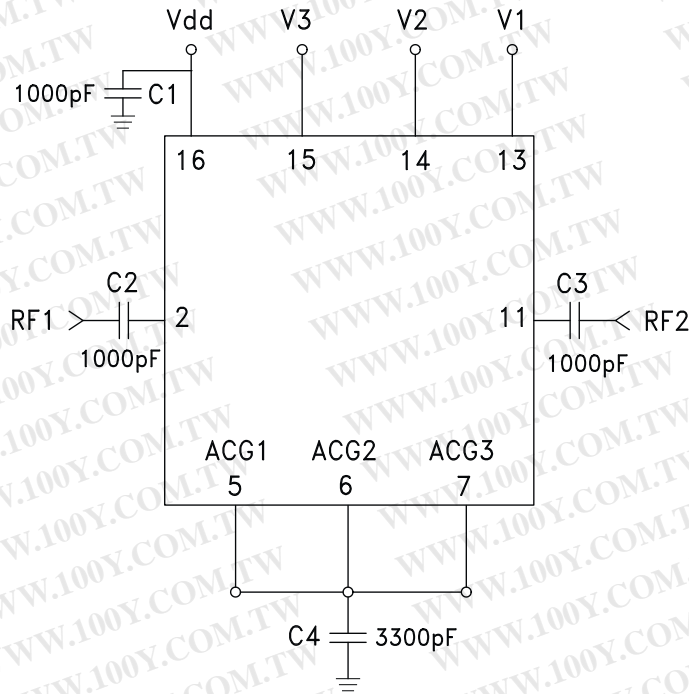 Vdd V3 V2 V1
1000pF C1
16 15 14 13
C2 C3
RF1 2 11 RF2
1000pF 1000pF
ACG1 ACG2 ACG3
5 6 7
C4 3300pF
WWW.100Y.COM.TW